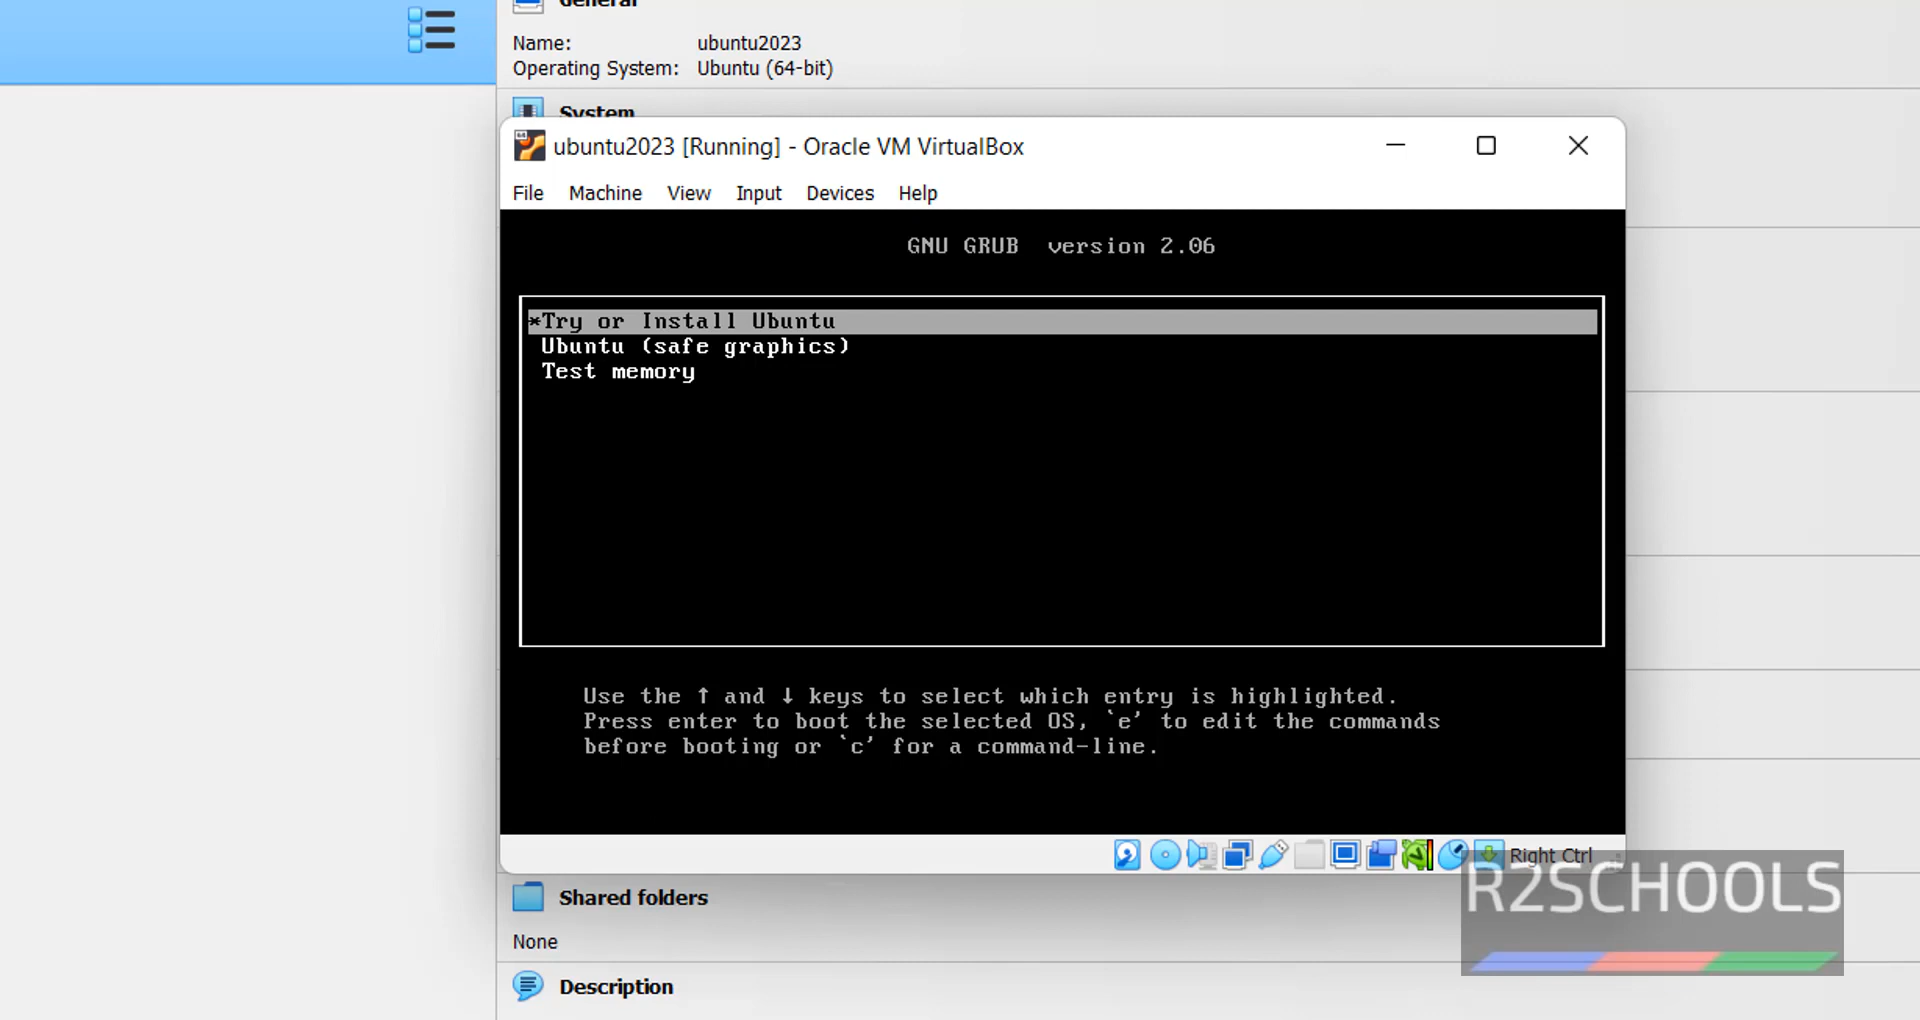 General
Name: ubuntu2023
Operating System: Ubuntu (64-bit)
System
ubuntu2023 [Running] - Oracle VM VirtualBox
File Machine View Input Devices Help
GNU GRUB version 2.06
*Try or Install Ubuntu
Ubuntu (safe graphics)
Test memory
Use the ↑ and ↓ keys to select which entry is highlighted.
Press enter to boot the selected OS, `e' to edit the commands
before booting or `c' for a command-line.
Right Ctrl
R2SCHOOLS
Shared folders
None
Description